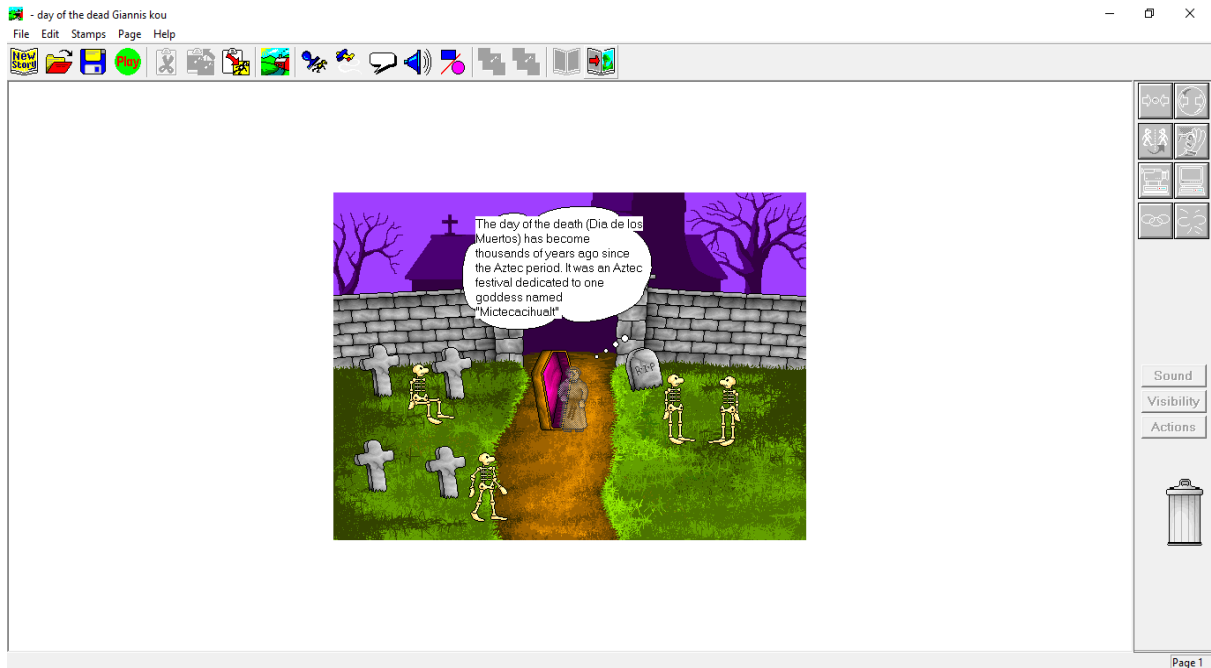 - day of the dead Giannis kou
File Edit Stamps Page Help
New Story Play
The day of the death (Dia de los
Muertos) has become
thousands of years ago since
the Aztec period. It was an Aztec
festival dedicated to one
goddess named
"Mictecacihualt"
R.I.P
Sound
Visibility
Actions
Page 1